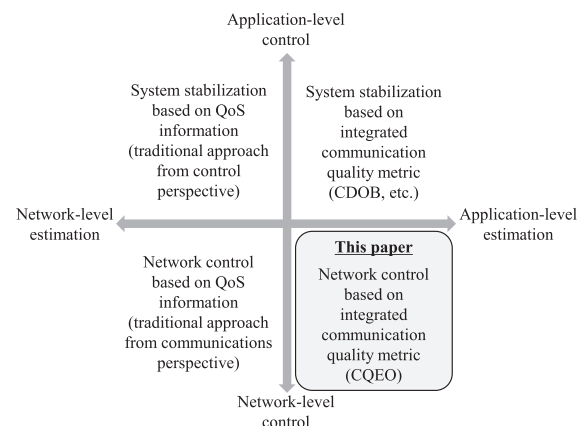 Application-level
control
System stabilization
based on QoS
information
(traditional approach
from control
perspective)
System stabilization
based on
integrated
communication
quality metric
(CDOB, etc.)
Network-level
estimation
Application-level
estimation
Network control
based on QoS
information
(traditional approach
from communications
perspective)
This paper
Network control
based on
integrated
communication
quality metric
(CQEO)
Network-level
control